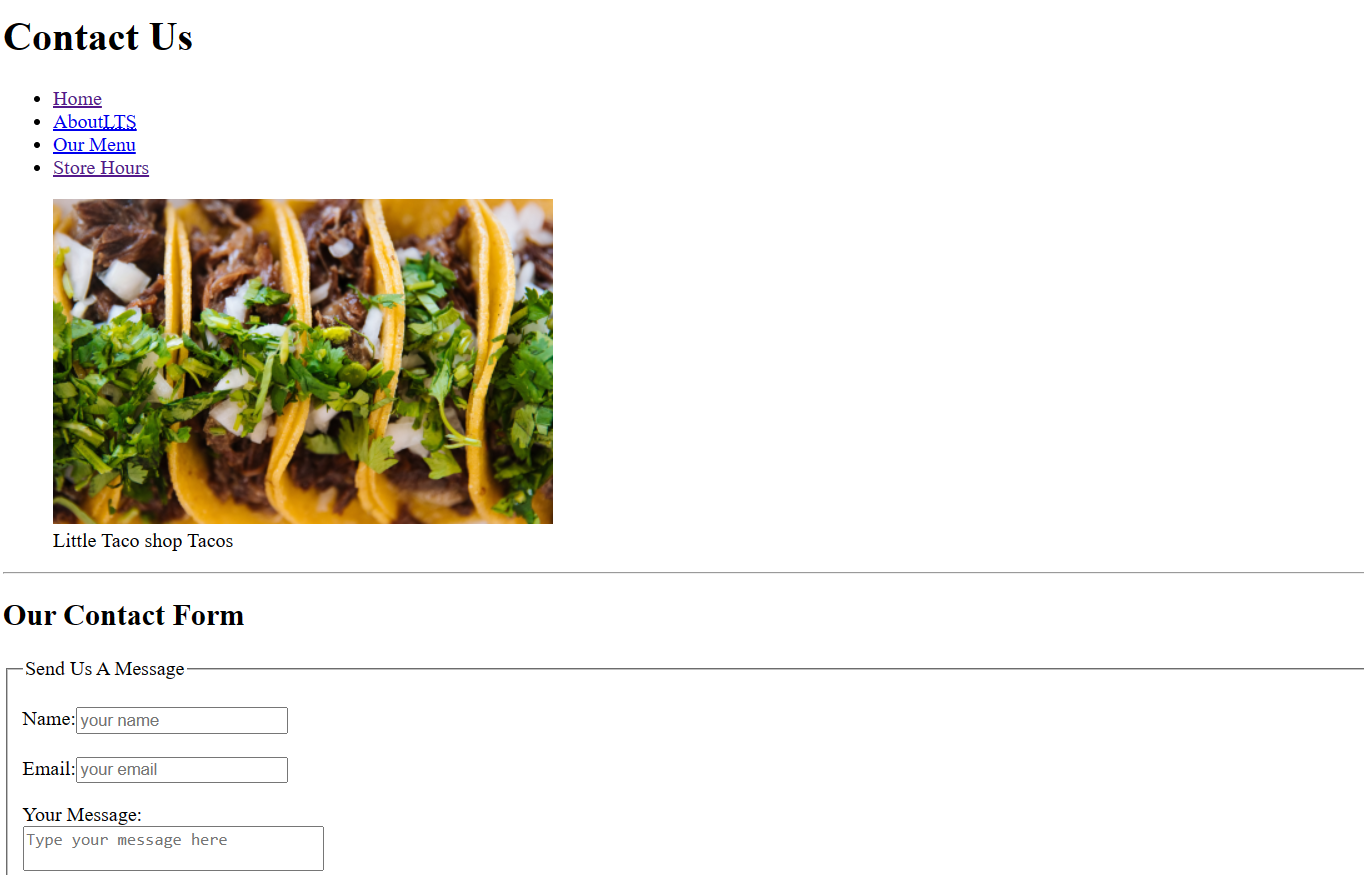 Contact Us
Home
AboutLTS
Our Menu
Store Hours
Little Taco shop Tacos
Our Contact Form
Send Us A Message
Name:your name
Email:your email
Your Message:
Type your message here